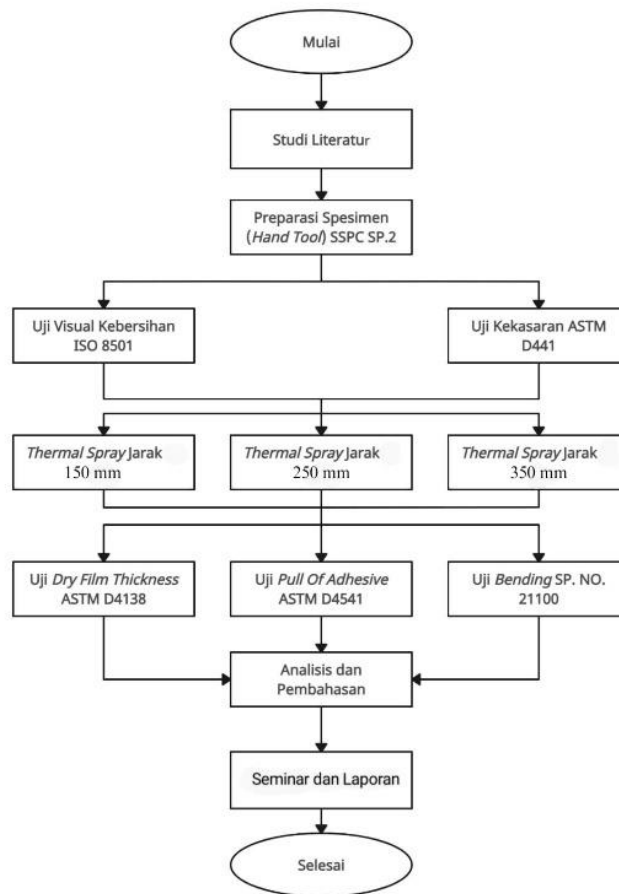 Mulai
Studi Literatur
Preparasi Spesimen
(Hand Tool) SSPC SP.2
Uji Visual Kebersihan
ISO 8501
Uji Kekasaran ASTM
D441
Thermal Spray Jarak
150 mm
Thermal Spray Jarak
250 mm
Thermal Spray Jarak
350 mm
Uji Dry Film Thickness
ASTM D4138
Uji Pull Of Adhesive
ASTM D4541
Uji Bending SP. NO.
21100
Analisis dan
Pembahasan
Seminar dan Laporan
Selesai